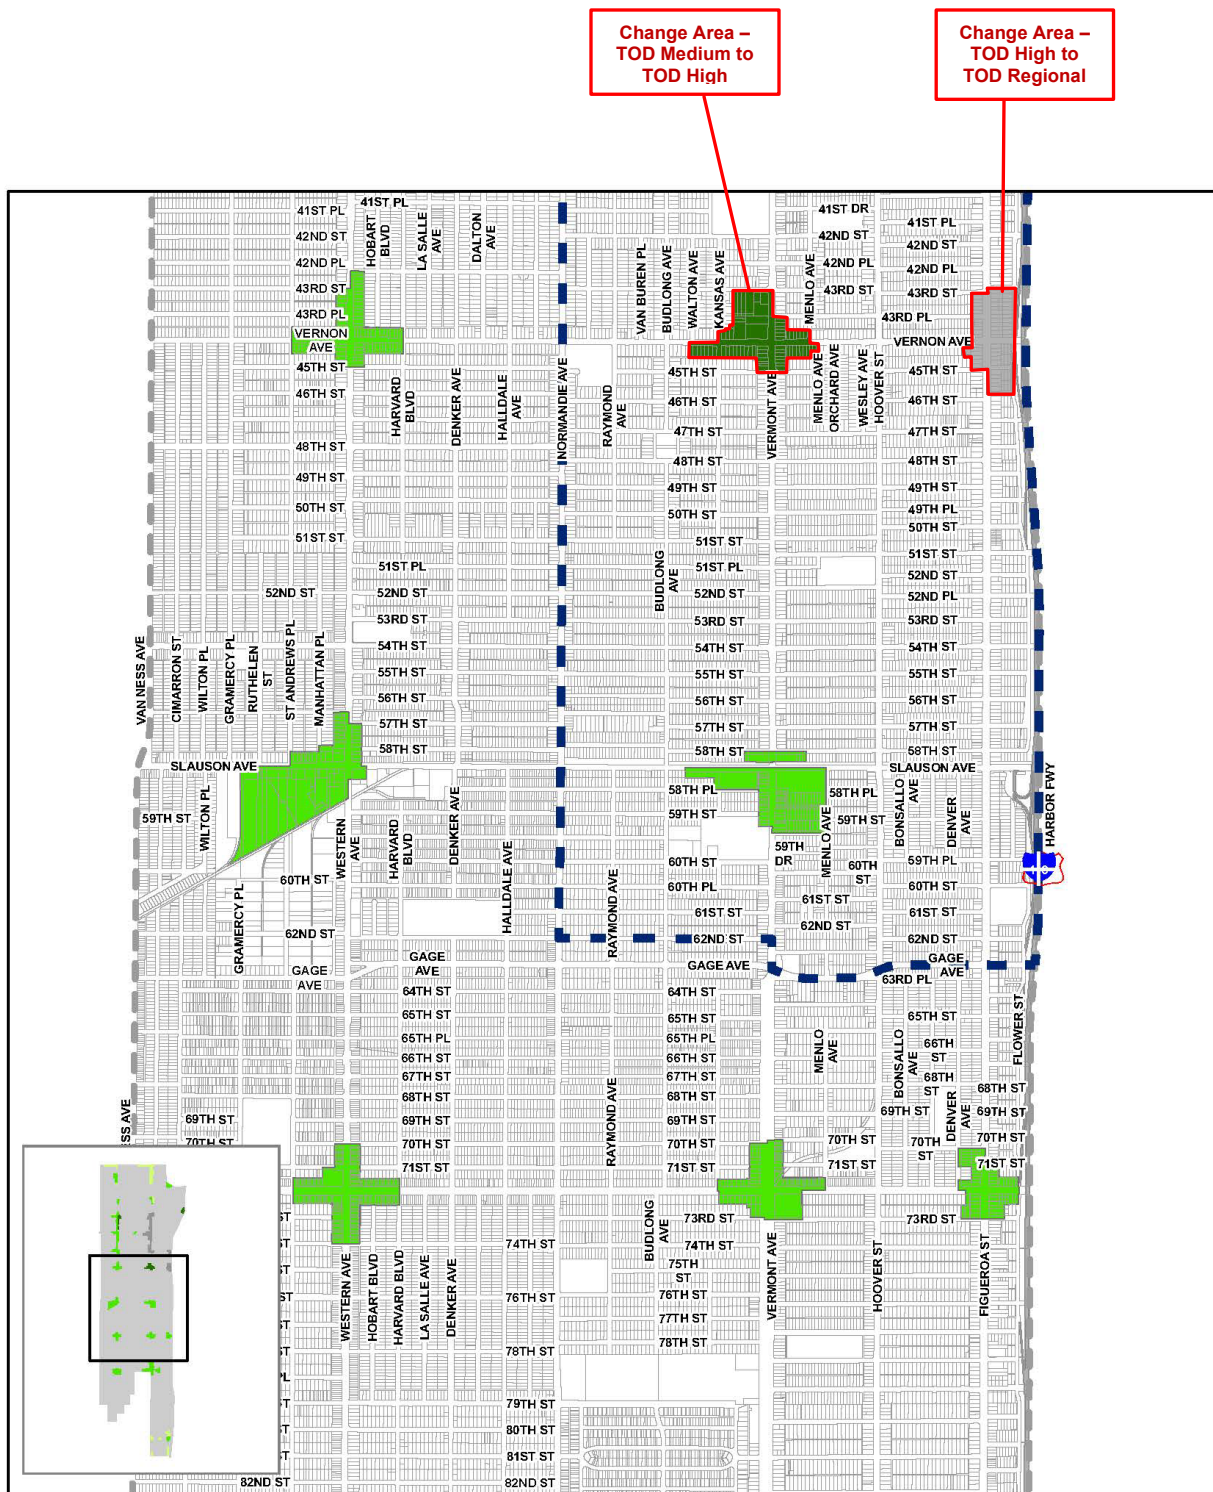 Change Area –
TOD Medium to
TOD High
Change Area –
TOD High to
TOD Regional
41ST PL
41ST PL
42ND ST
42ND PL
43RD ST
43RD PL
VERNON
AVE
45TH ST
46TH ST
48TH ST
49TH ST
50TH ST
51ST ST
HOBART
BLVD
LA SALLE
AVE
DALTON
AVE
HARVARD
BLVD
DENKER AVE
HALLDALE
AVE
NORMANDIE AVE
RAYMOND
AVE
VAN BUREN PL
BUDLONG AVE
WALTON AVE
KANSAS AVE
MENLO AVE
41ST DR
42ND ST
42ND PL
43RD ST
41ST PL
42ND ST
42ND PL
43RD ST
43RD PL
VERNON AVE
45TH ST
46TH ST
47TH ST
48TH ST
49TH ST
49TH PL
50TH ST
51ST ST
52ND ST
52ND PL
53RD ST
54TH ST
55TH ST
56TH ST
57TH ST
58TH ST
SLAUSON AVE
45TH ST
46TH ST
47TH ST
48TH ST
49TH ST
50TH ST
51ST ST
51ST PL
52ND ST
53RD ST
54TH ST
55TH ST
56TH ST
57TH ST
58TH ST
VERMONT AVE
MENLO AVE
ORCHARD AVE
WESLEY AVE
HOOVER ST
BUDLONG
AVE
51ST PL
52ND ST
52ND ST
53RD ST
54TH ST
55TH ST
56TH ST
57TH ST
58TH ST
VAN NESS AVE
CIMARRON ST
WILTON PL
GRAMERCY PL
RUTHELEN
ST
ST ANDREWS PL
MANHATTAN PL
SLAUSON AVE
59TH ST
WILTON PL
WESTERN
AVE
HARVARD
BLVD
DENKER AVE
HALLDALE AVE
60TH ST
62ND ST
GRAMERCY PL
GAGE
AVE
GAGE
AVE
58TH PL
59TH ST
60TH ST
60TH PL
61ST ST
62ND ST
GAGE AVE
RAYMOND AVE
59TH
DR
MENLO AVE
58TH PL
59TH ST
60TH
ST
61ST ST
62ND ST
BONSALLO
AVE
DENVER
AVE
59TH PL
60TH ST
61ST ST
62ND ST
GAGE
AVE
63RD PL
HARBOR FWY
64TH ST
65TH ST
65TH PL
66TH ST
67TH ST
68TH ST
69TH ST
70TH ST
71ST ST
64TH ST
65TH ST
65TH PL
66TH ST
67TH ST
68TH ST
69TH ST
70TH ST
71ST ST
RAYMOND AVE
MENLO
AVE
BONSALLO
AVE
65TH ST
66TH
ST
68TH
ST
69TH ST
DENVER
AVE
70TH
ST
FLOWER ST
68TH ST
69TH ST
70TH ST
71ST ST
70TH ST
71ST ST
69TH ST
70TH ST
ESS AVE
73RD ST
74TH ST
75TH
ST
76TH ST
77TH ST
78TH ST
BUDLONG
AVE
VERMONT AVE
HOOVER ST
FIGUEROA ST
73RD ST
WESTERN AVE
HOBART BLVD
HARVARD BLVD
LA SALLE AVE
DENKER AVE
74TH ST
76TH ST
78TH ST
79TH ST
80TH ST
81ST ST
82ND ST
ST
ST
ST
ST
ST
ST
PL
ST
ST
ST
82ND ST